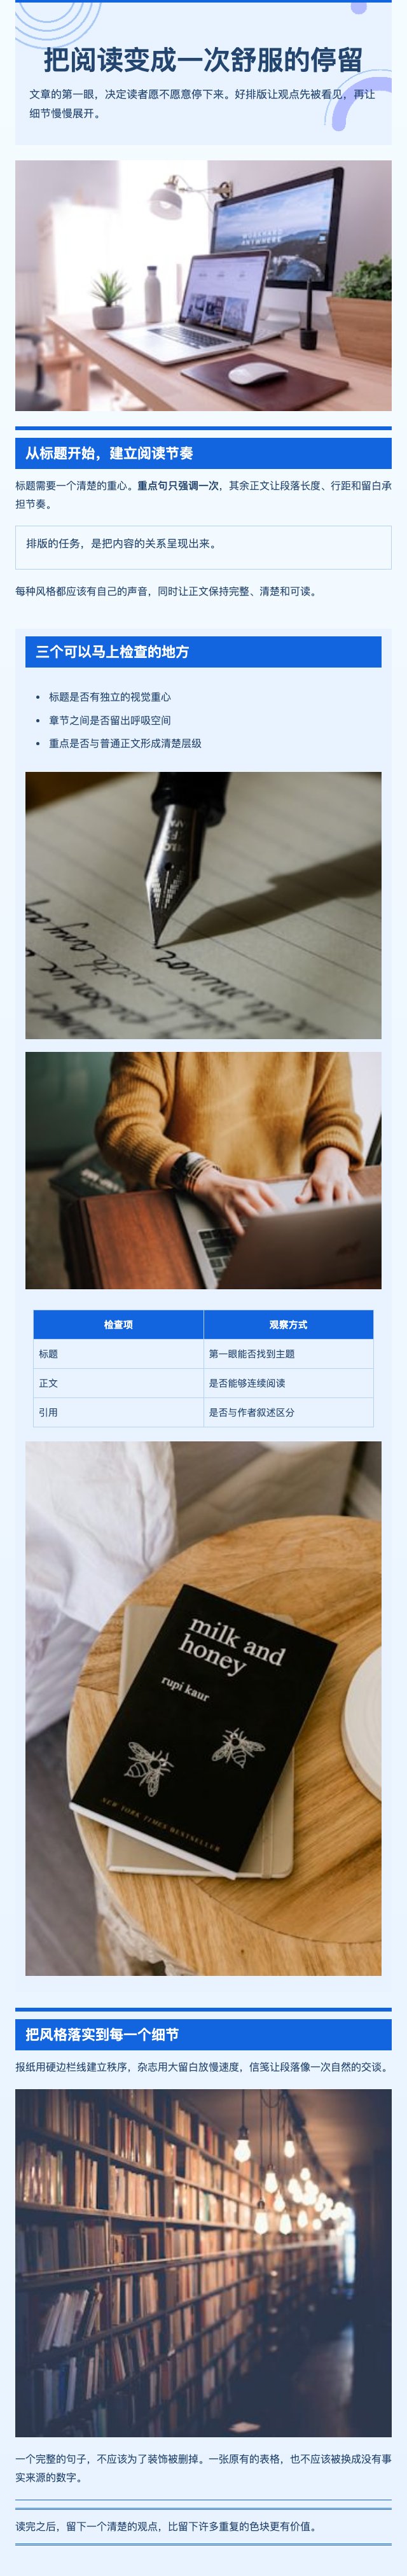 把阅读变成一次舒服的停留
文章的第一眼，决定读者愿不愿意停下来。好排版让观点先被看见，再让
细节慢慢展开。
WORK HARD
ANYWHERE
从标题开始，建立阅读节奏
标题需要一个清楚的重心。重点句只强调一次，其余正文让段落长度、行距和留白承
担节奏。
排版的任务，是把内容的关系呈现出来。
每种风格都应该有自己的声音，同时让正文保持完整、清楚和可读。
三个可以马上检查的地方
• 标题是否有独立的视觉重心
• 章节之间是否留出呼吸空间
• 重点是否与普通正文形成清楚层级
检查项 观察方式
标题 第一眼能否找到主题
正文 是否能够连续阅读
引用 是否与作者叙述区分
milk and
honey
rupi kaur
NEW YORK TIMES BESTSELLER
把风格落实到每一个细节
报纸用硬边栏线建立秩序，杂志用大留白放慢速度，信笺让段落像一次自然的交谈。
一个完整的句子，不应该为了装饰被删掉。一张原有的表格，也不应该被换成没有事
实来源的数字。
读完之后，留下一个清楚的观点，比留下许多重复的色块更有价值。